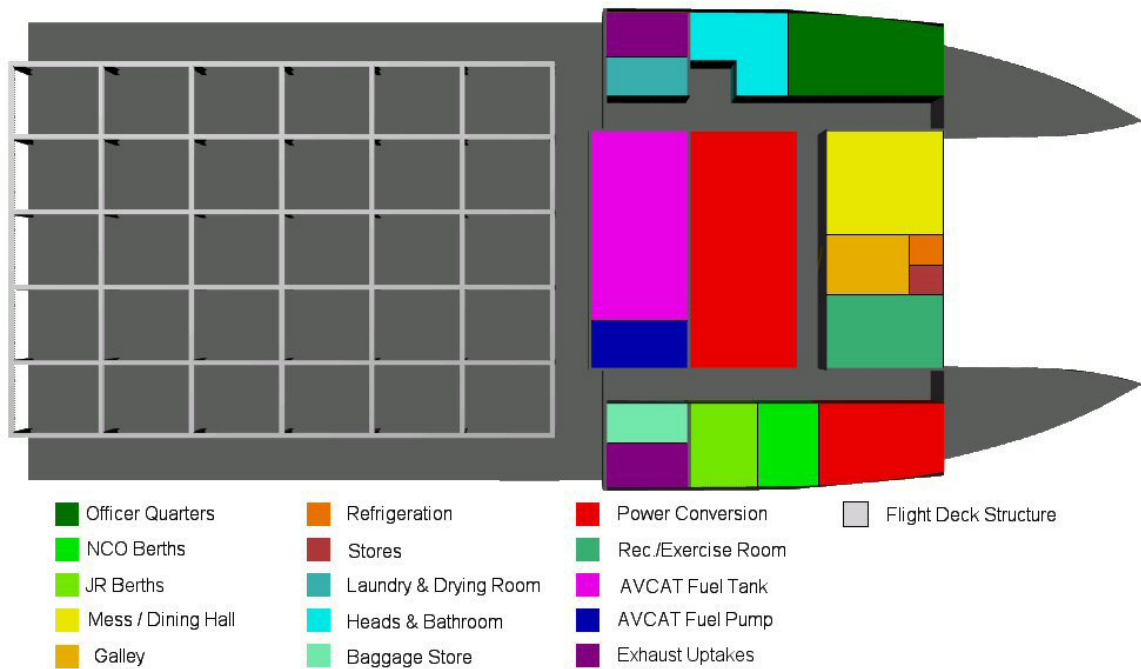 Officer Quarters
Refrigeration
Power Conversion
Flight Deck Structure
NCO Berths
Stores
Rec./Exercise Room
JR Berths
Laundry & Drying Room
AVCAT Fuel Tank
Mess / Dining Hall
Heads & Bathroom
AVCAT Fuel Pump
Galley
Baggage Store
Exhaust Uptakes